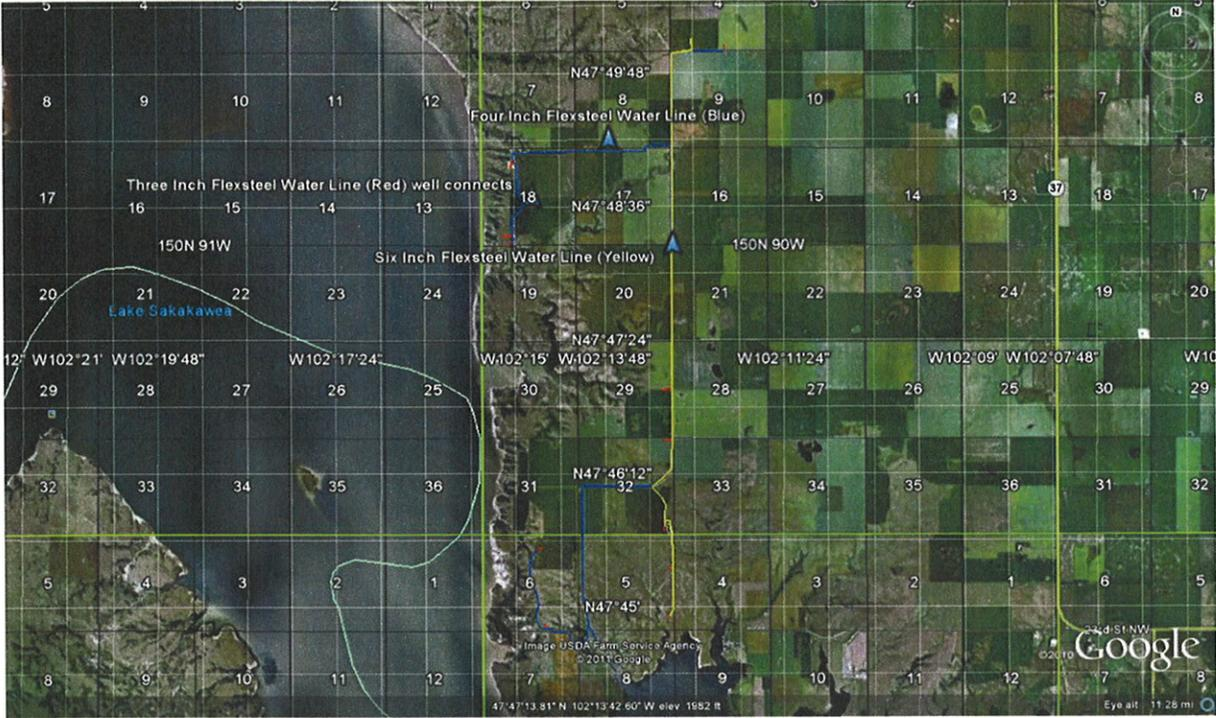 5 4 3 2 1 6 5 4 3 2 1 6 5
N
N47°49'48"
8 9 10 11 12 7 8 9 10 11 12 7 8
Four Inch Flexsteel Water Line (Blue)
Three Inch Flexsteel Water Line (Red) well connects
17 16 15 14 13 18 17 16 15 14 13 37 18 17
N47°48'36"
150N 91W 150N 90W
Six Inch Flexsteel Water Line (Yellow)
20 21 22 23 24 19 20 21 22 23 24 19 20
Lake Sakakawea
N47°47'24"
12" W102°21' W102°19'48" W102°17'24" W102°15' W102°13'48" W102°11'24" W102°09' W102°07'48" W10
29 28 27 26 25 30 29 28 27 26 25 30 29
N47°46'12"
32 33 34 35 36 31 32 33 34 35 36 31 32
5 4 3 2 1 6 5 4 3 2 1 6 5
N47°45'
23rd St NW
Image USDA Farm Service Agency
© 2011 Google
©2010 Google
8 9 10 11 12 7 8 9 10 11 12 7 8
47°47'13.81" N 102°13'42.60" W elev 1982 ft
Eye alt 11.28 mi